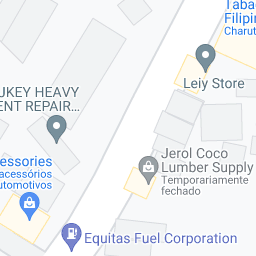 Taba
Filipin
Charut
Leiy Store
UKEY HEAVY
ENT REPAIR...
Jerol Coco
Lumber Supply
Temporariamente
fechado
essories
acessórios
utomotivos
Equitas Fuel Corporation